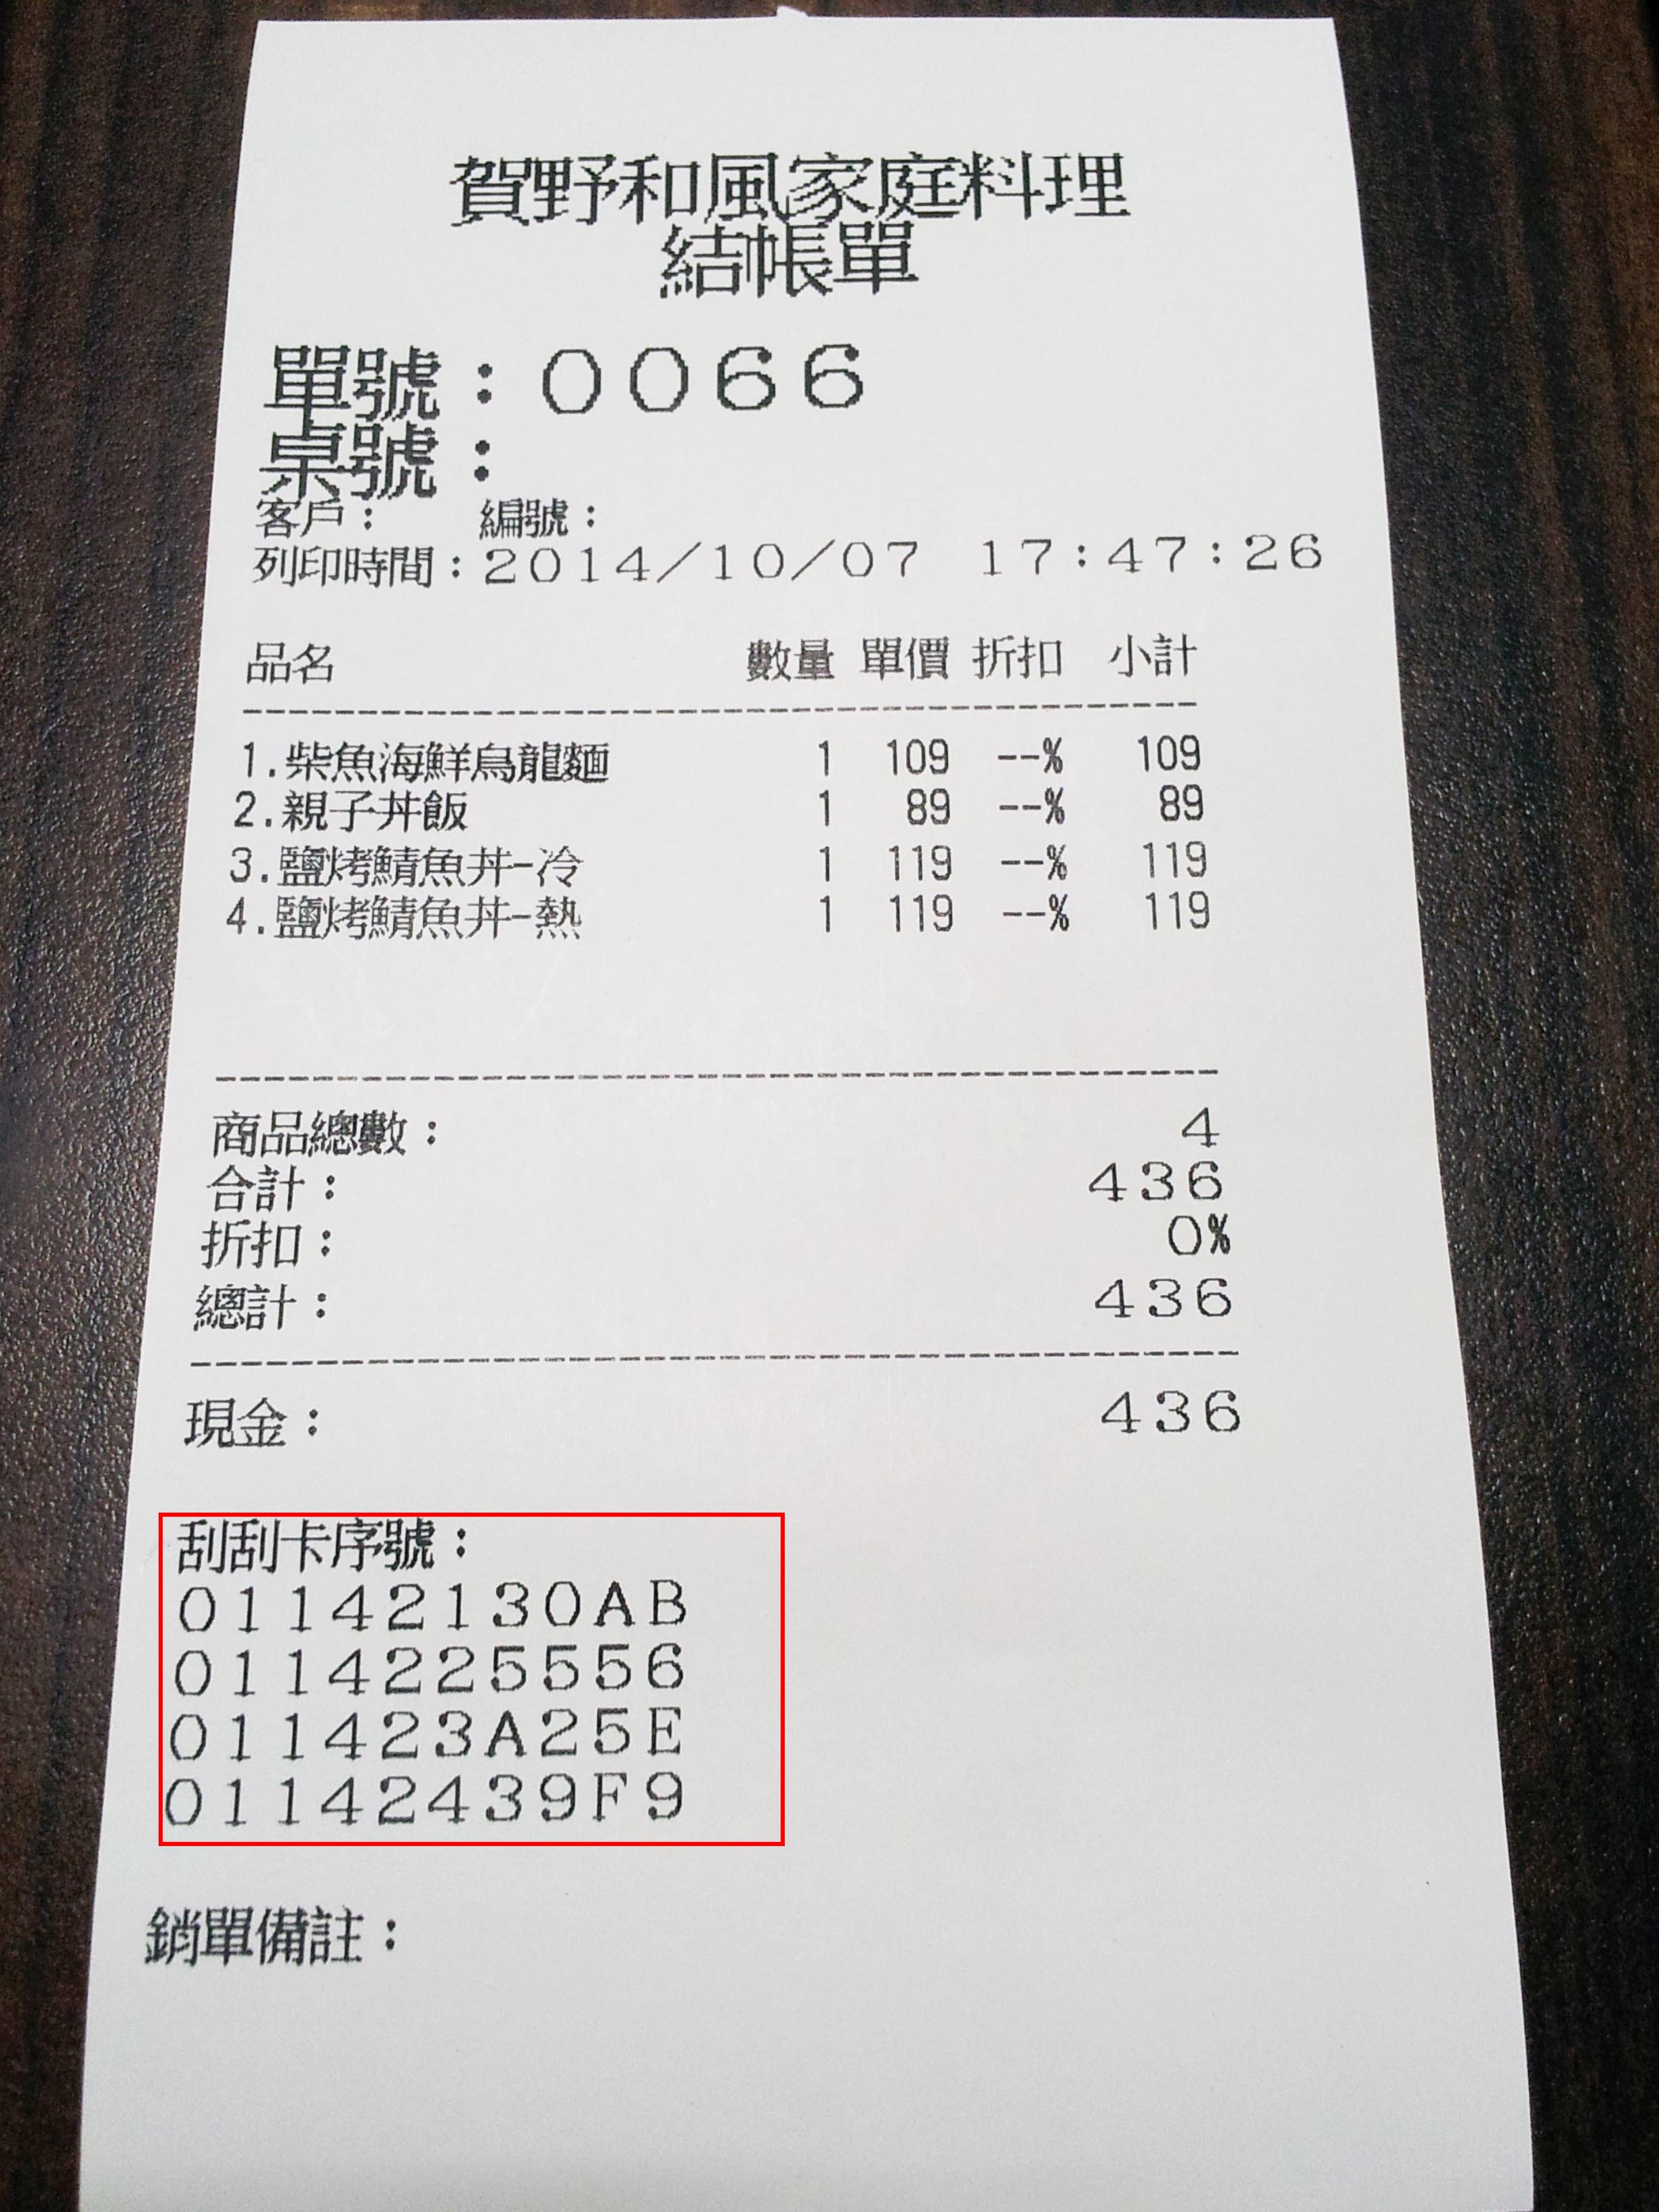 賀野和風家庭料理
結帳單
單號：0066
桌號：
客戶： 編號：
列印時間：2014/10/07 17:47:26
品名 數量 單價 折扣 小計
1.柴魚海鮮烏龍麵 1 109 --% 109
2.親子丼飯 1 89 --% 89
3.鹽烤鯖魚丼-冷 1 119 --% 119
4.鹽烤鯖魚丼-熱 1 119 --% 119
商品總數： 4
合計： 436
折扣： 0%
總計： 436
現金： 436
刮刮卡序號：
01142130AB
0114225556
011423A25E
01142439F9
銷單備註：